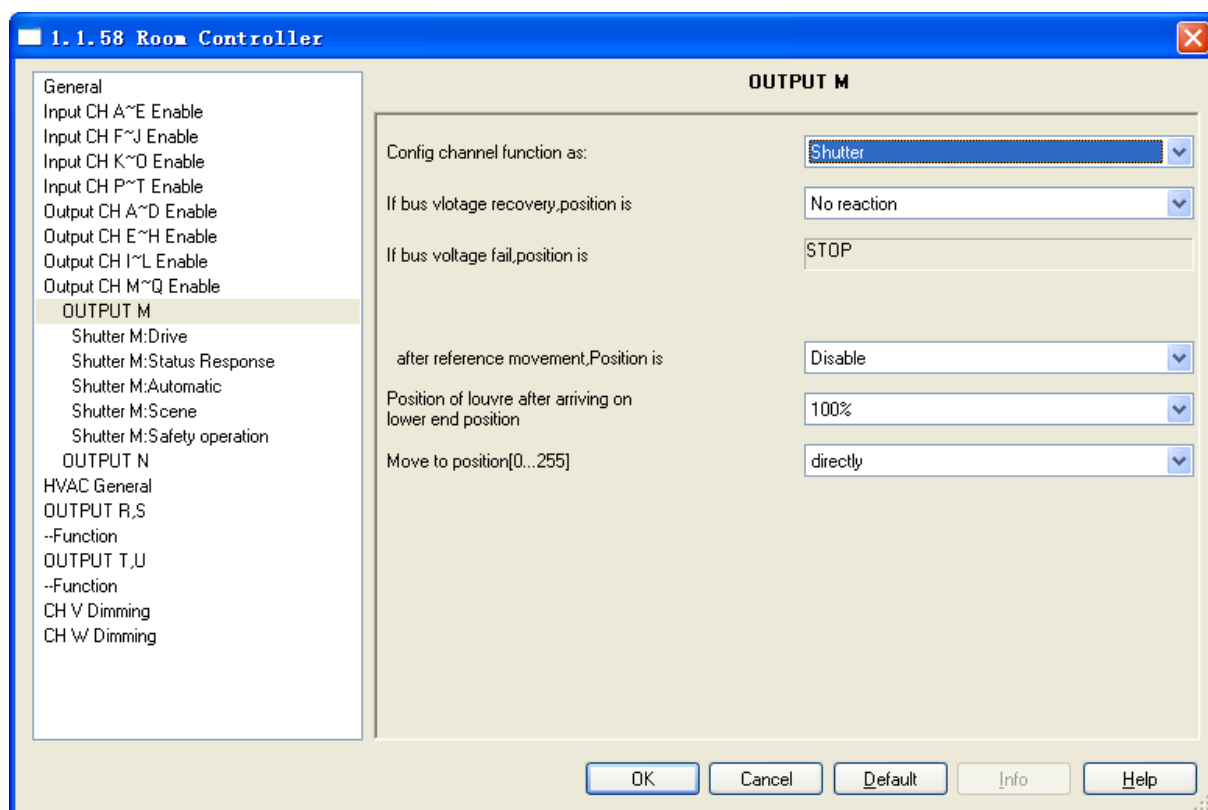 1.1.58 Room Controller
General
Input CH A~E Enable
Input CH F~J Enable
Input CH K~O Enable
Input CH P~T Enable
Output CH A~D Enable
Output CH E~H Enable
Output CH I~L Enable
Output CH M~Q Enable
OUTPUT M
Shutter M:Drive
Shutter M:Status Response
Shutter M:Automatic
Shutter M:Scene
Shutter M:Safety operation
OUTPUT N
HVAC General
OUTPUT R,S
--Function
OUTPUT T,U
--Function
CH V Dimming
CH W Dimming
OUTPUT M
Config channel function as:
Shutter
If bus vlotage recovery,position is
No reaction
If bus voltage fail,position is
STOP
after reference movement,Position is
Disable
Position of louvre after arriving on
lower end position
100%
Move to position[0...255]
directly
OK
Cancel
Default
Info
Help